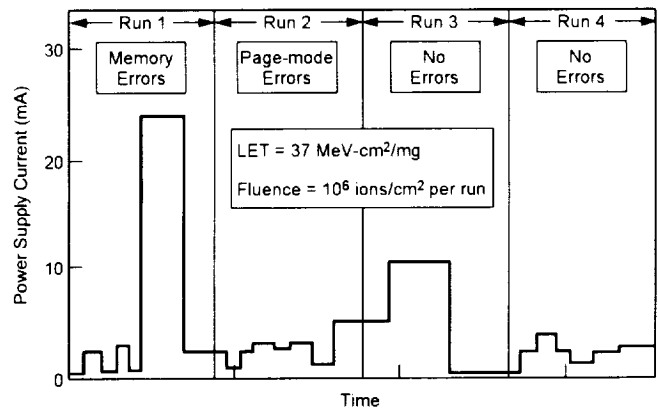 Run 1 Run 2 Run 3 Run 4
Memory Errors
Page-mode Errors
No Errors
No Errors
LET = 37 MeV-cm²/mg
Fluence = 10⁶ ions/cm² per run
Power Supply Current (mA)
30
20
10
0
Time